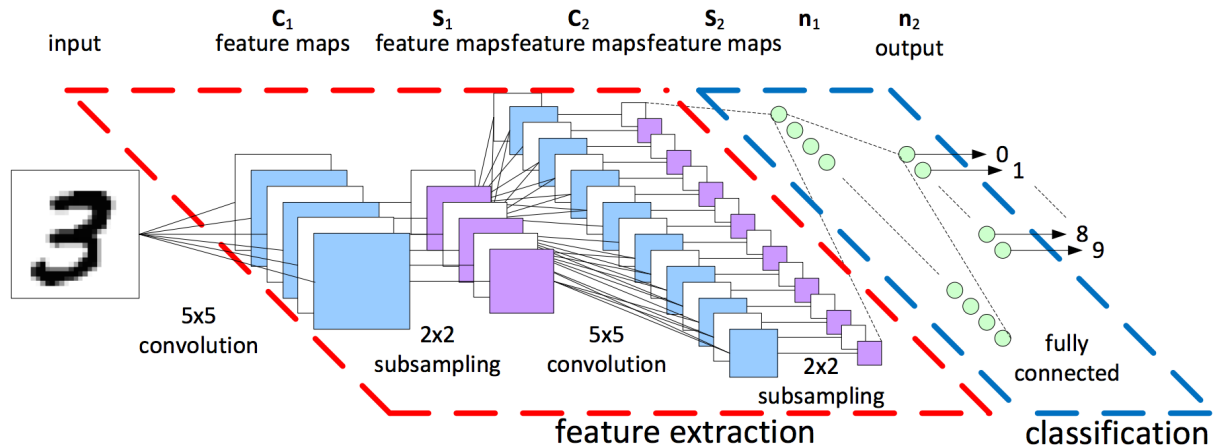 input
C₁
feature maps
S₁
feature maps
C₂
feature maps
S₂
feature maps
n₁
n₂
output
0
1
8
9
5x5
convolution
2x2
subsampling
5x5
convolution
2x2
subsampling
fully
connected
feature extraction
classification